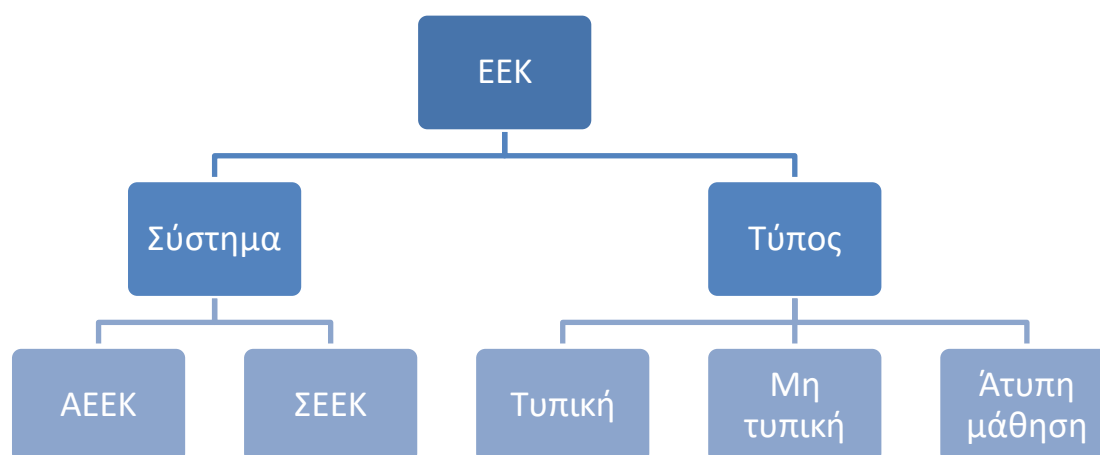 ΕΕΚ
Σύστημα
Τύπος
ΑΕΕΚ
ΣΕΕΚ
Τυπική
Μη
τυπική
Άτυπη
μάθηση